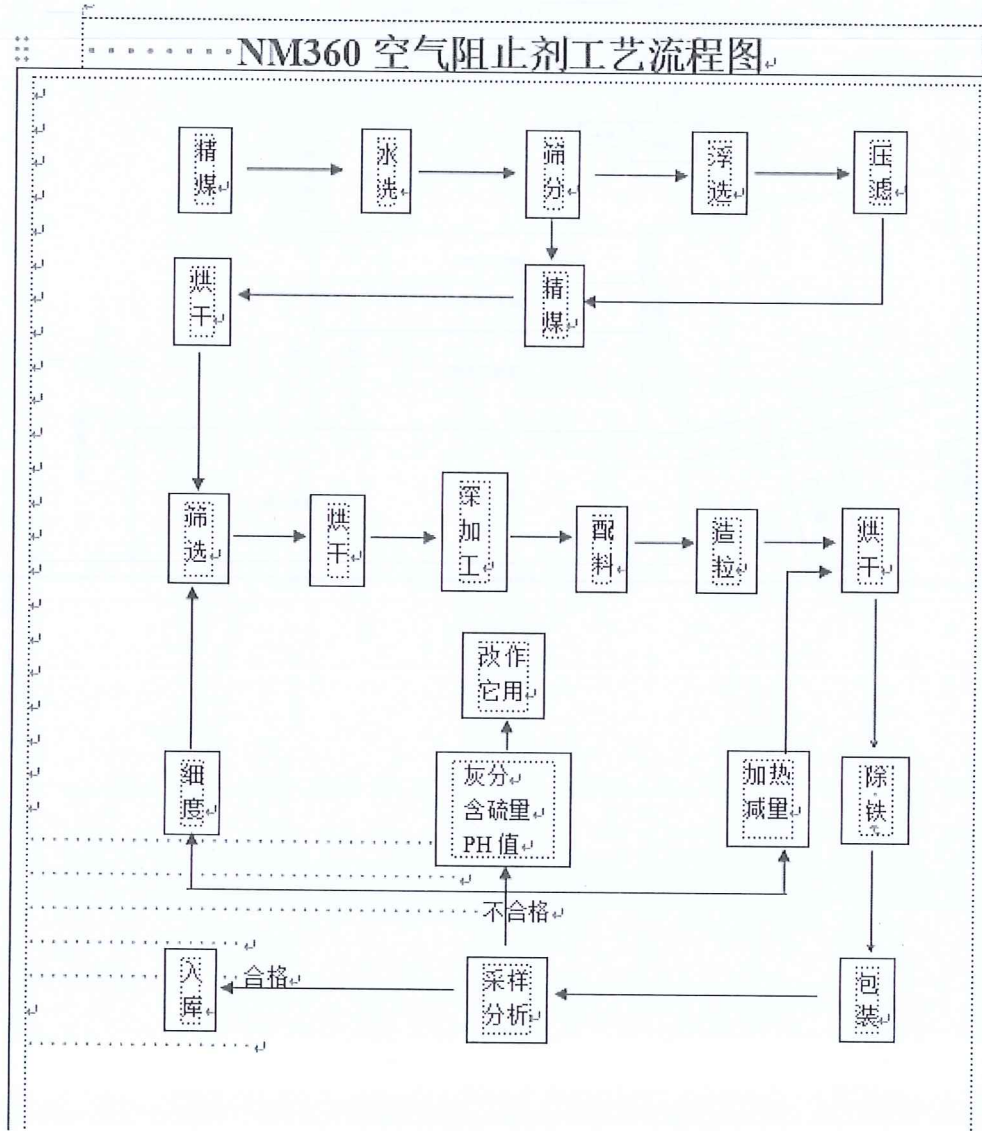 NM360 空气阻止剂工艺流程图
精
煤
水
洗
筛
分
浮
选
压
滤
烘
干
精
煤
筛
选
烘
干
深
加
工
配
料
造
拉
烘
干
改作
它用
细
度
灰分
含硫量
PH 值
加热
减量
除
铁
不合格
入
库
合格
采样
分析
包
装